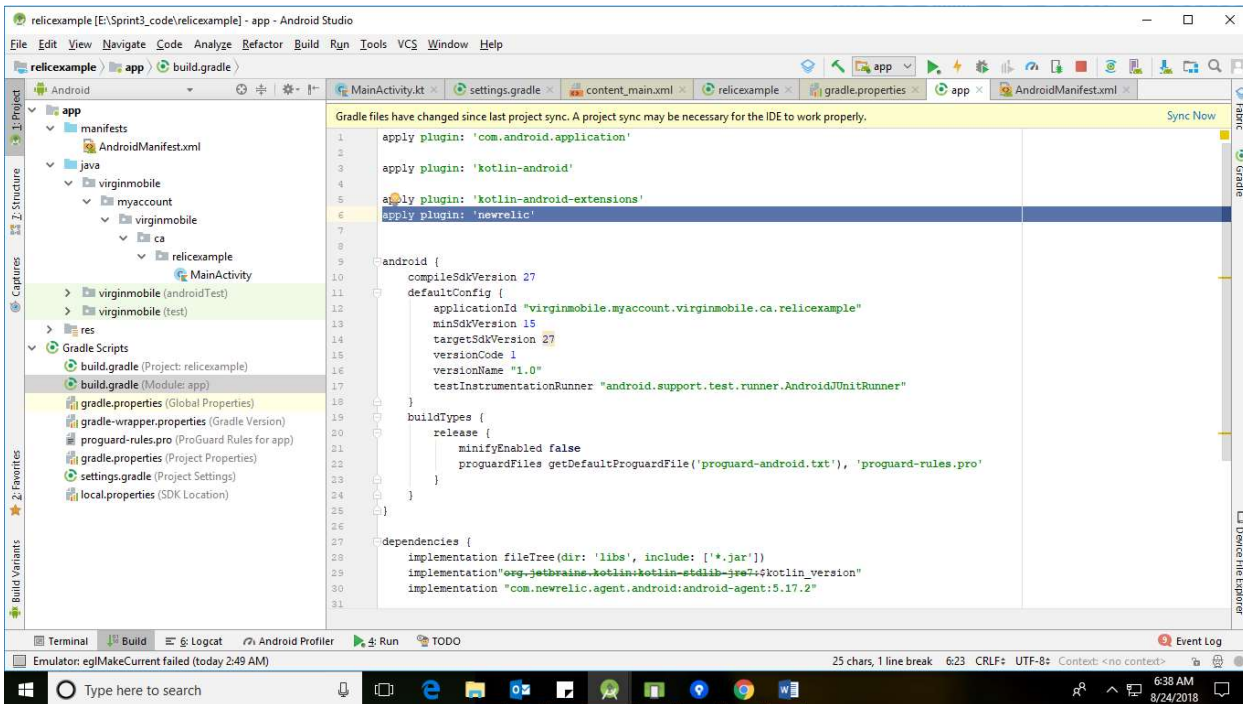 relicexample [E:\Sprint3_code\relicexample] - app - Android Studio
File Edit View Navigate Code Analyze Refactor Build Run Tools VCS Window Help
relicexample app build.gradle
app
Android
MainActivity.kt settings.gradle content_main.xml relicexample gradle.properties app AndroidManifest.xml
Gradle files have changed since last project sync. A project sync may be necessary for the IDE to work properly. Sync Now
1: Project
Z: Structure
Captures
2: Favorites
Build Variants
app
manifests
AndroidManifest.xml
java
virginmobile
myaccount
virginmobile
ca
relicexample
MainActivity
virginmobile (androidTest)
virginmobile (test)
res
Gradle Scripts
build.gradle (Project: relicexample)
build.gradle (Module: app)
gradle.properties (Global Properties)
gradle-wrapper.properties (Gradle Version)
proguard-rules.pro (ProGuard Rules for app)
gradle.properties (Project Properties)
settings.gradle (Project Settings)
local.properties (SDK Location)
1 apply plugin: 'com.android.application'
2
3 apply plugin: 'kotlin-android'
4
5 apply plugin: 'kotlin-android-extensions'
6 apply plugin: 'newrelic'
7
8
9 android {
10 compileSdkVersion 27
11 defaultConfig {
12 applicationId "virginmobile.myaccount.virginmobile.ca.relicexample"
13 minSdkVersion 15
14 targetSdkVersion 27
15 versionCode 1
16 versionName "1.0"
17 testInstrumentationRunner "android.support.test.runner.AndroidJUnitRunner"
18 }
19 buildTypes {
20 release {
21 minifyEnabled false
22 proguardFiles getDefaultProguardFile('proguard-android.txt'), 'proguard-rules.pro'
23 }
24 }
25 }
26
27 dependencies {
28 implementation fileTree(dir: 'libs', include: ['*.jar'])
29 implementation"org.jetbrains.kotlin:kotlin-stdlib-jre7:$kotlin_version"
30 implementation "com.newrelic.agent.android:android-agent:5.17.2"
31
Fabric
Gradle
Device File Explorer
Terminal Build 6: Logcat Android Profiler 4: Run TODO Event Log
Emulator: eglMakeCurrent failed (today 2:49 AM) 25 chars, 1 line break 6:23 CRLF UTF-8 Context: <no context>
Type here to search
6:38 AM
8/24/2018